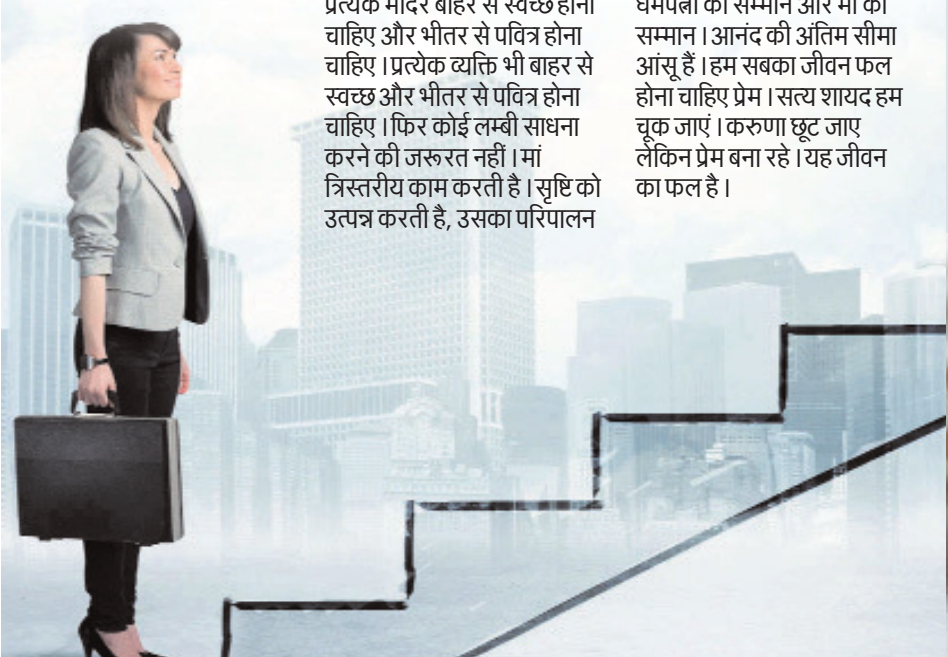 प्रत्येक मंदिर बाहर से स्वच्छ होना
चाहिए और भीतर से पवित्र होना
चाहिए । प्रत्येक व्यक्ति भी बाहर से
स्वच्छ और भीतर से पवित्र होना
चाहिए । फिर कोई लम्बी साधना
करने की जरूरत नहीं । मां
त्रिस्तरीय काम करती है । सृष्टि को
उत्पन्न करती है, उसका परिपालन
धर्मपत्नी का सम्मान और मां का
सम्मान । आनंद की अंतिम सीमा
आंसू हैं । हम सबका जीवन फल
होना चाहिए प्रेम । सत्य शायद हम
चूक जाएं । करुणा छूट जाए
लेकिन प्रेम बना रहे । यह जीवन
का फल है ।